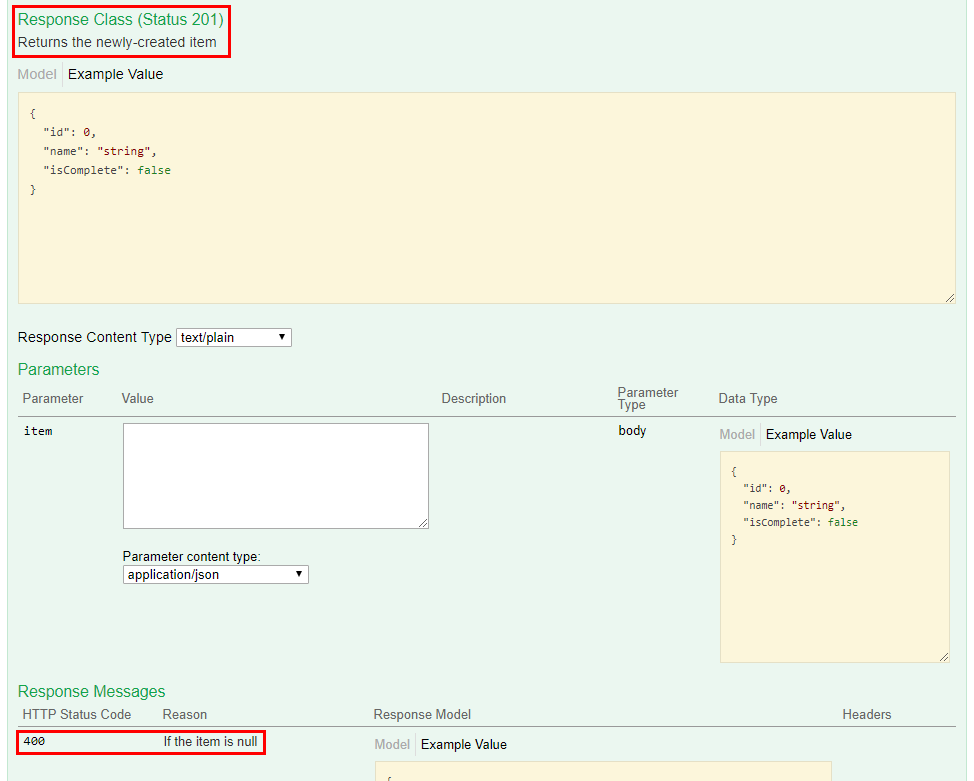 Response Class (Status 201)
Returns the newly-created item
Model Example Value
{
"id": 0,
"name": "string",
"isComplete": false
}
Response Content Type text/plain
Parameters
Parameter Value Description Parameter Type Data Type
item body Model Example Value
{
"id": 0,
"name": "string",
"isComplete": false
}
Parameter content type:
application/json
Response Messages
HTTP Status Code Reason Response Model Headers
400 If the item is null Model Example Value
{